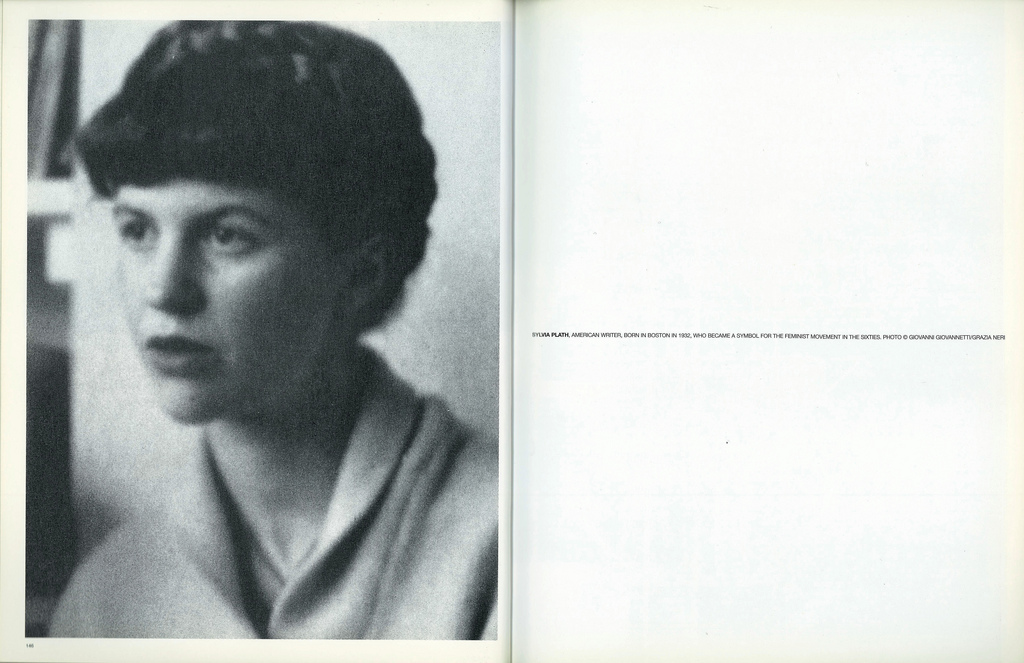 SYLVIA PLATH, AMERICAN WRITER, BORN IN BOSTON IN 1932, WHO BECAME A SYMBOL FOR THE FEMINIST MOVEMENT IN THE SIXTIES. PHOTO © GIOVANNI GIOVANNETTI/GRAZIA NERI